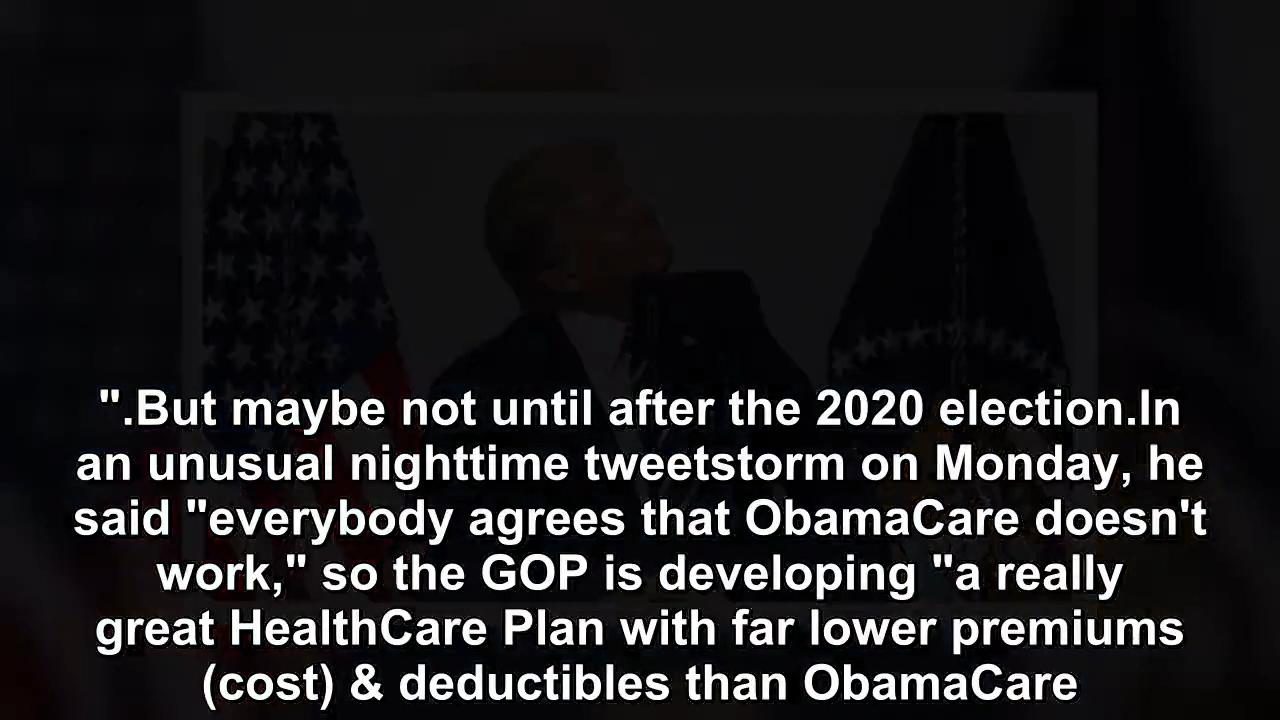 ".But maybe not until after the 2020 election.In
an unusual nighttime tweetstorm on Monday, he
said "everybody agrees that ObamaCare doesn't
work," so the GOP is developing "a really
great HealthCare Plan with far lower premiums
(cost) & deductibles than ObamaCare